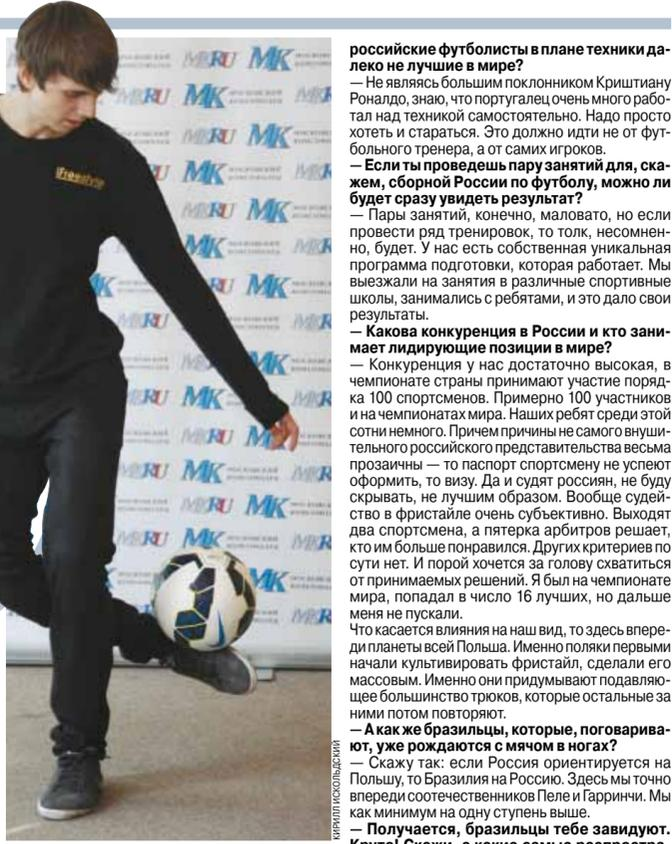 российские футболисты в плане техники да-
леко не лучшие в мире?
— Не являясь большим поклонником Криштиану
Роналдо, знаю, что португалец очень много рабо-
тал над техникой самостоятельно. Надо просто
хотеть и стараться. Это должно идти не от фут-
больного тренера, а от самих игроков.
— Если ты проведешь пару занятий для, ска-
жем, сборной России по футболу, можно ли
будет сразу увидеть результат?
— Пары занятий, конечно, маловато, но если
провести ряд тренировок, то толк, несомнен-
но, будет. У нас есть собственная уникальная
программа подготовки, которая работает. Мы
выезжали на занятия в различные спортивные
школы, занимались с ребятами, и это дало свои
результаты.
— Какова конкуренция в России и кто зани-
мает лидирующие позиции в мире?
— Конкуренция у нас достаточно высокая, в
чемпионате страны принимают участие поряд-
ка 100 спортсменов. Примерно 100 участников
и на чемпионатах мира. Наших ребят среди этой
сотни немного. Причем причины не самого внуши-
тельного российского представительства весьма
прозаичны — то паспорт спортсмену не успеют
оформить, то визу. Да и судят россиян, не буду
скрывать, не лучшим образом. Вообще судей-
ство в фристайле очень субъективно. Выходят
два спортсмена, а пятерка арбитров решает,
кто им больше понравился. Других критериев по
сути нет. И порой хочется за голову схватиться
от принимаемых решений. Я был на чемпионате
мира, попадал в число 16 лучших, но дальше
меня не пускали.
Что касается влияния на наш вид, то здесь впере-
ди планеты всей Польша. Именно поляки первыми
начали культивировать фристайл, сделали его
массовым. Именно они придумывают подавляю-
щее большинство трюков, которые остальные за
ними потом повторяют.
— А как же бразильцы, которые, поговарива-
ют, уже рождаются с мячом в ногах?
— Скажу так: если Россия ориентируется на
Польшу, то Бразилия на Россию. Здесь мы точно
впереди соотечественников Пеле и Гарринчи. Мы
как минимум на одну ступень выше.
— Получается, бразильцы тебе завидуют.
Круто! Скажи, а какие самые распростра-
КИРИЛЛ ИСКОЛЬДСКИЙ
iFreestyle
МК
МОСКОВСКИЙ
КОМСОМОЛЕЦ
MKRU